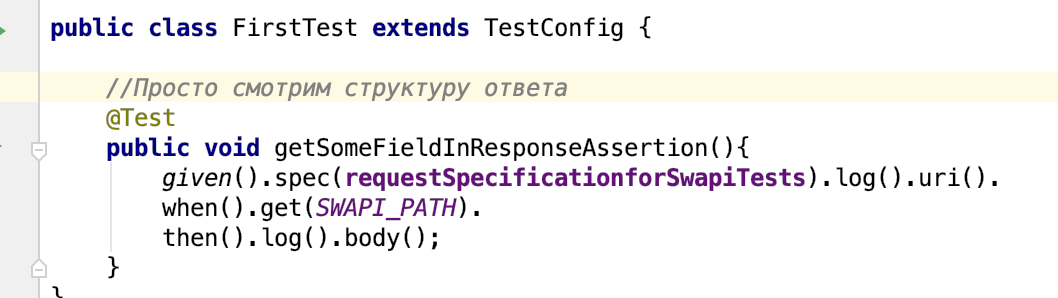 public class FirstTest extends TestConfig {
//Просто смотрим структуру ответа
@Test
public void getSomeFieldInResponseAssertion(){
given().spec(requestSpecificationforSwapiTests).log().uri().
when().get(SWAPI_PATH).
then().log().body();
}
}